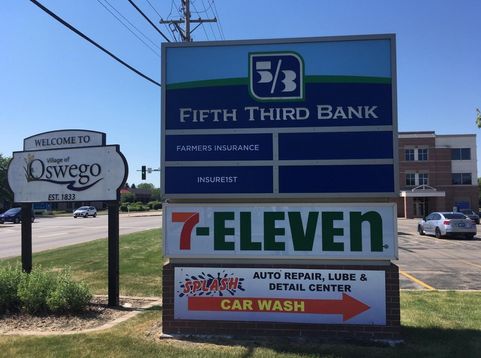 WELCOME TO
Village of
Oswego
EST. 1833
5/3
FIFTH THIRD BANK
FARMERS INSURANCE
INSURE1ST
7-ELEVEn
SPLASH
AUTO REPAIR, LUBE &
DETAIL CENTER
CAR WASH